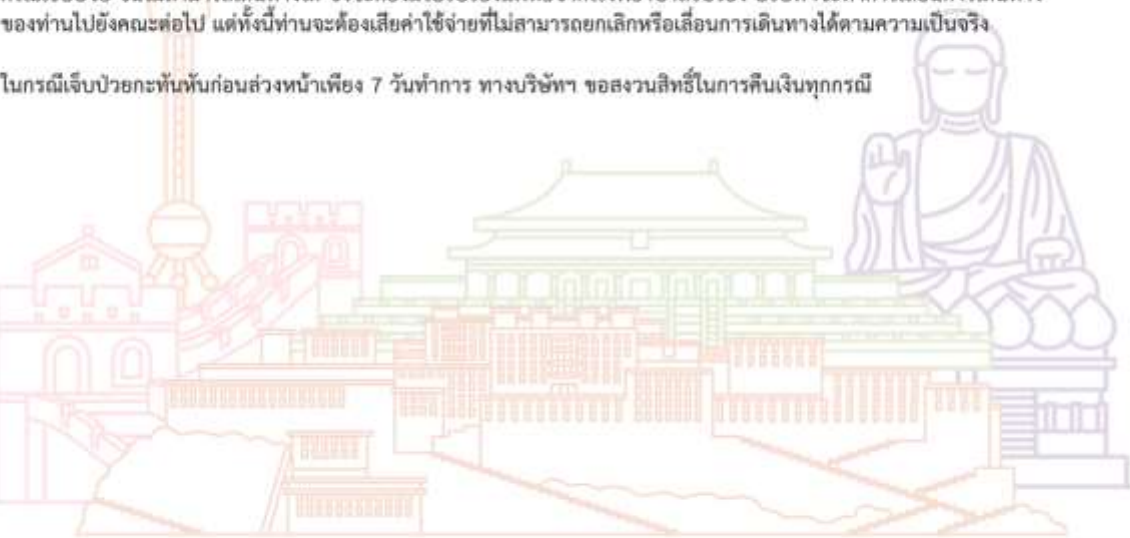 ของท่านไปยังคณะต่อไป แต่ทั้งนี้ท่านจะต้องเสียค่าใช้จ่ายที่ไม่สามารถยกเลิกหรือเลื่อนการเดินทางได้ตามความเป็นจริง
ในกรณีเจ็บป่วยกะทันหันก่อนล่วงหน้าเพียง 7 วันทำการ ทางบริษัทฯ ขอสงวนสิทธิ์ในการคืนเงินทุกกรณี